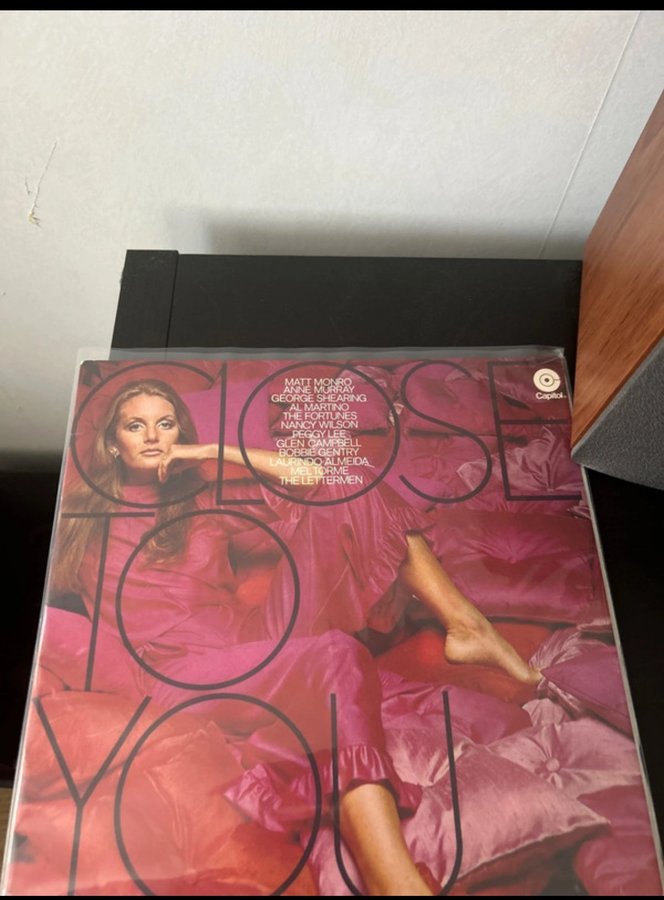 CLOSE
MATT MONRO
ANNE MURRAY
GEORGE SHEARING
AL MARTINO
THE FORTUNES
NANCY WILSON
PEGGY LEE
GLEN CAMPBELL
BOBBIE GENTRY
LAURINDO ALMEIDA
MEL TORME
THE LETTERMEN
Capitol
TO
YOU